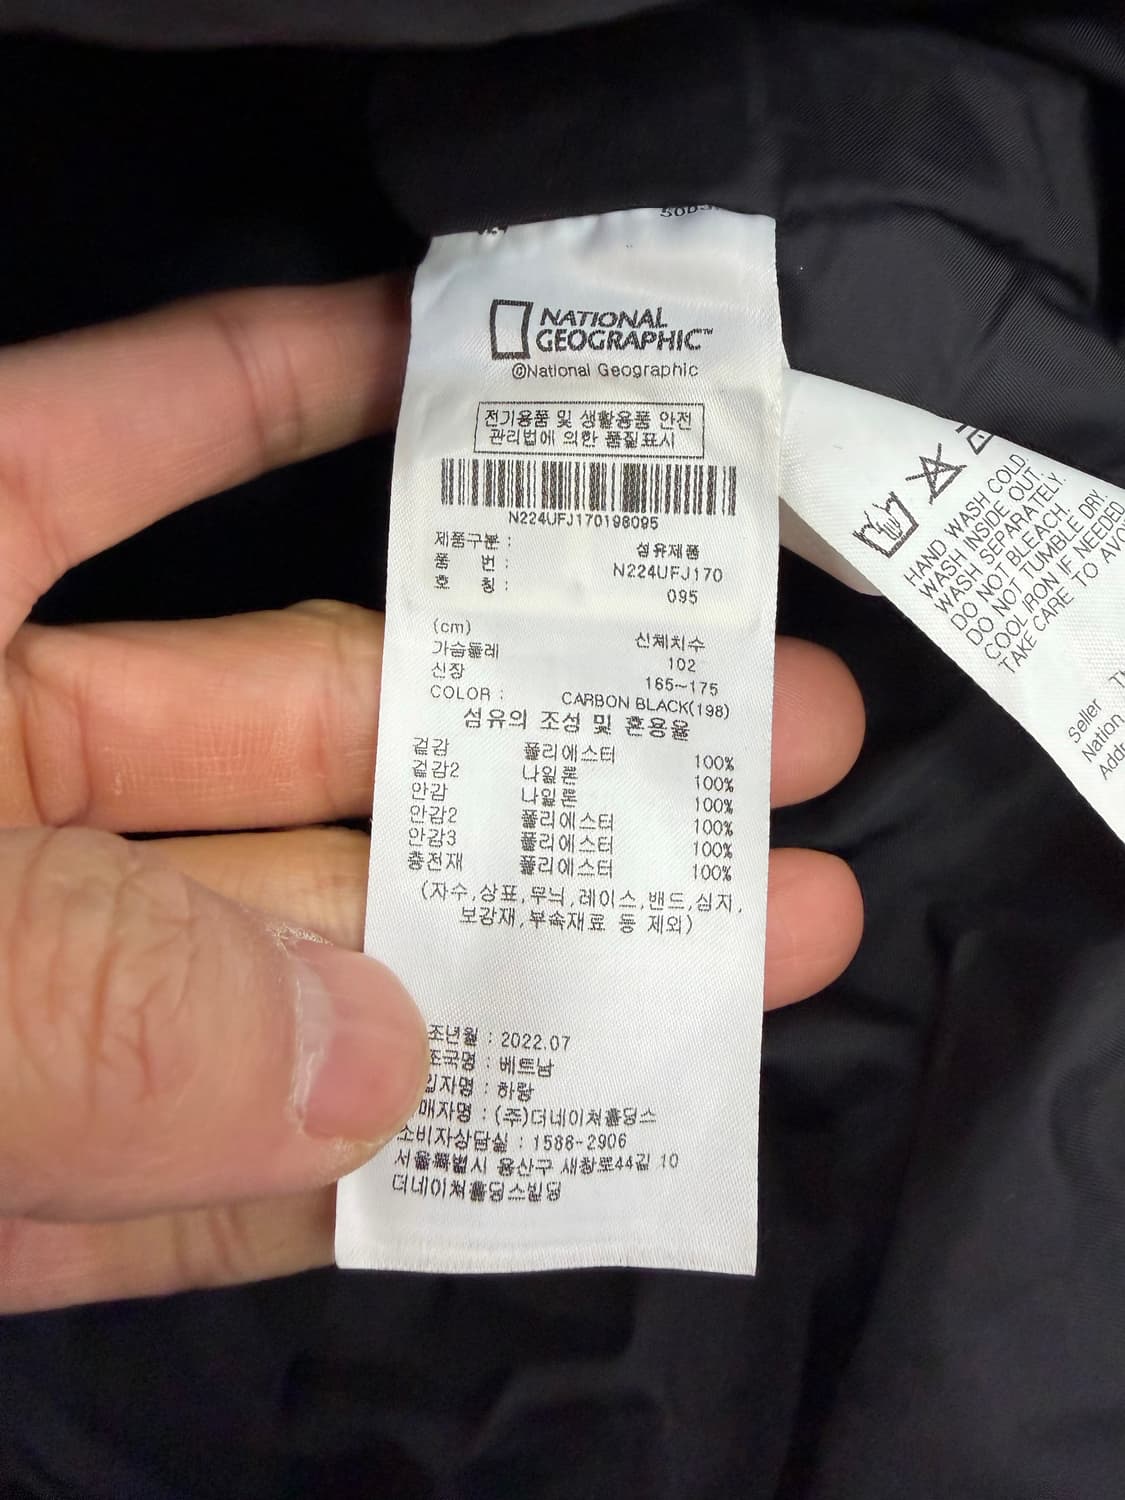 NATIONAL
GEOGRAPHIC™
©National Geographic
전기용품 및 생활용품 안전
관리법에 의한 품질표시
N224UFJ170198095
제품구분 : 섬유제품
품 번 : N224UFJ170
호 칭 : 095
(cm) 신체치수
가슴둘레 102
신장 165~175
COLOR : CARBON BLACK(198)
섬유의 조성 및 혼용율
겉감 폴리에스터 100%
겉감2 나일론 100%
안감 나일론 100%
안감2 폴리에스터 100%
안감3 폴리에스터 100%
충전재 폴리에스터 100%
(자수,상표,무늬,레이스,밴드,심지,
보강재,부속재료 등 제외)
조년월 : 2022.07
조국명 : 베트남
입자명 : 하랑
매자명 : (주)더네이쳐홀딩스
소비자상담실 : 1588-2906
서울특별시 용산구 새창로44길 10
더네이쳐홀딩스빌딩
HAND WASH COLD.
WASH INSIDE OUT.
WASH SEPARATELY.
DO NOT BLEACH.
DO NOT TUMBLE DRY.
COOL IRON IF NEEDED
TAKE CARE TO
Seller
Nation
Addr